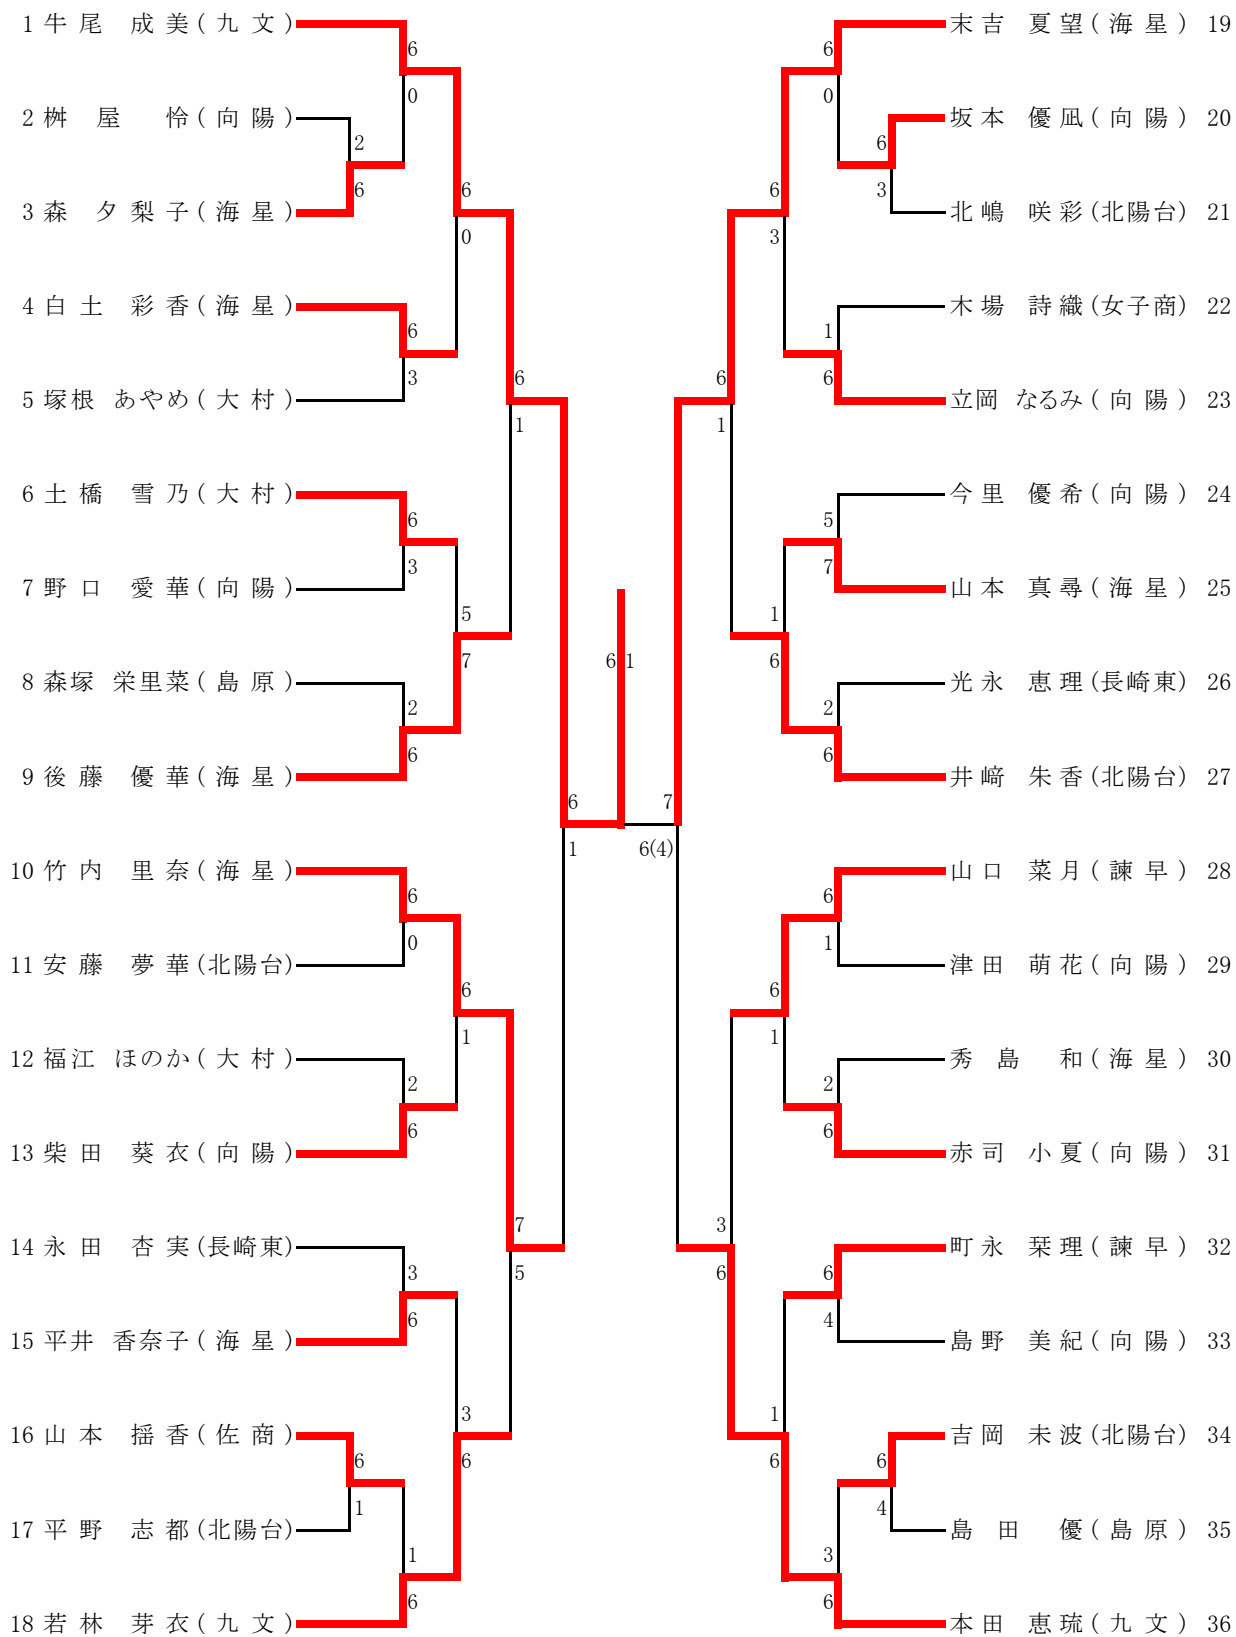 1 牛尾 成美(九文)
6
0
2 桝屋 怜(向陽)
2
6
3 森 夕梨子(海星)
6
0
4 白土 彩香(海星)
6
3
5 塚根 あやめ(大村)
6
1
6 土橋 雪乃(大村)
6
3
7 野口 愛華(向陽)
5
7
8 森塚 栄里菜(島原)
2
6
9 後藤 優華(海星)
6
1
10 竹内 里奈(海星)
6
0
11 安藤 夢華(北陽台)
6
1
12 福江 ほのか(大村)
2
6
13 柴田 葵衣(向陽)
7
5
14 永田 杏実(長崎東)
3
6
15 平井 香奈子(海星)
3
6
16 山本 揺香(佐商)
6
1
17 平野 志都(北陽台)
1
6
18 若林 芽衣(九文)
6 1
末吉 夏望(海星) 19
6
0
坂本 優凪(向陽) 20
6
3
北嶋 咲彩(北陽台) 21
6
3
木場 詩織(女子商) 22
1
6
立岡 なるみ(向陽) 23
6
1
今里 優希(向陽) 24
5
7
山本 真尋(海星) 25
1
6
光永 恵理(長崎東) 26
2
6
井﨑 朱香(北陽台) 27
7
6(4)
山口 菜月(諫早) 28
6
1
津田 萌花(向陽) 29
6
1
秀島 和(海星) 30
2
6
赤司 小夏(向陽) 31
3
6
町永 栞理(諫早) 32
6
4
島野 美紀(向陽) 33
1
6
吉岡 未波(北陽台) 34
6
4
島田 優(島原) 35
3
6
本田 恵琉(九文) 36